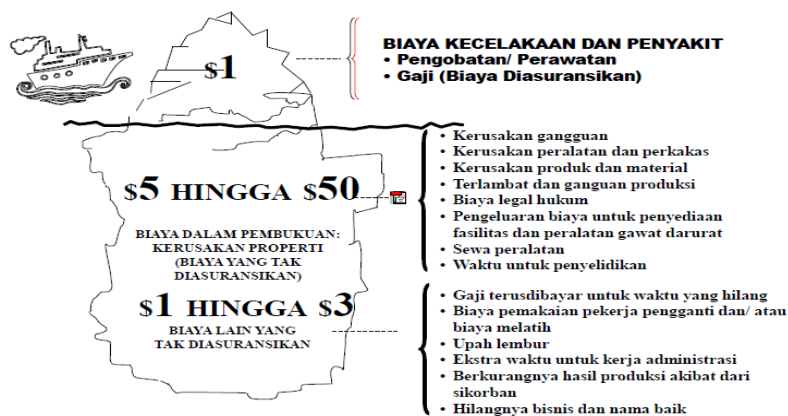 $1
BIAYA KECELAKAAN DAN PENYAKIT
• Pengobatan/ Perawatan
• Gaji (Biaya Diasuransikan)
$5 HINGGA $50
BIAYA DALAM PEMBUKUAN:
KERUSAKAN PROPERTI
(BIAYA YANG TAK
DIASURANSIKAN)
• Kerusakan gangguan
• Kerusakan peralatan dan perkakas
• Kerusakan produk dan material
• Terlambat dan ganguan produksi
• Biaya legal hukum
• Pengeluaran biaya untuk penyediaan
fasilitas dan peralatan gawat darurat
• Sewa peralatan
• Waktu untuk penyelidikan
$1 HINGGA $3
BIAYA LAIN YANG
TAK DIASURANSIKAN
• Gaji terusdibayar untuk waktu yang hilang
• Biaya pemakaian pekerja pengganti dan/ atau
biaya melatih
• Upah lembur
• Ekstra waktu untuk kerja administrasi
• Berkurangnya hasil produksi akibat dari
sikorban
• Hilangnya bisnis dan nama baik